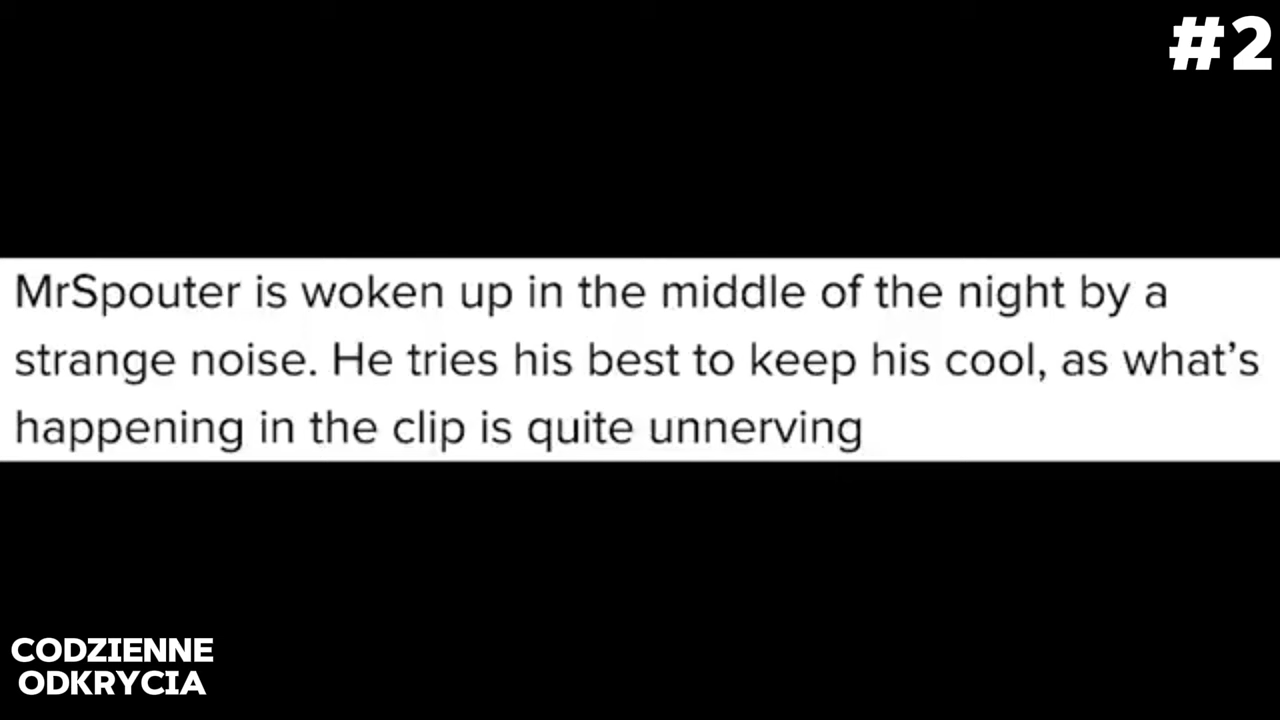 #2
MrSpouter is woken up in the middle of the night by a
strange noise. He tries his best to keep his cool, as what’s
happening in the clip is quite unnerving
CODZIENNE
ODKRYCIA